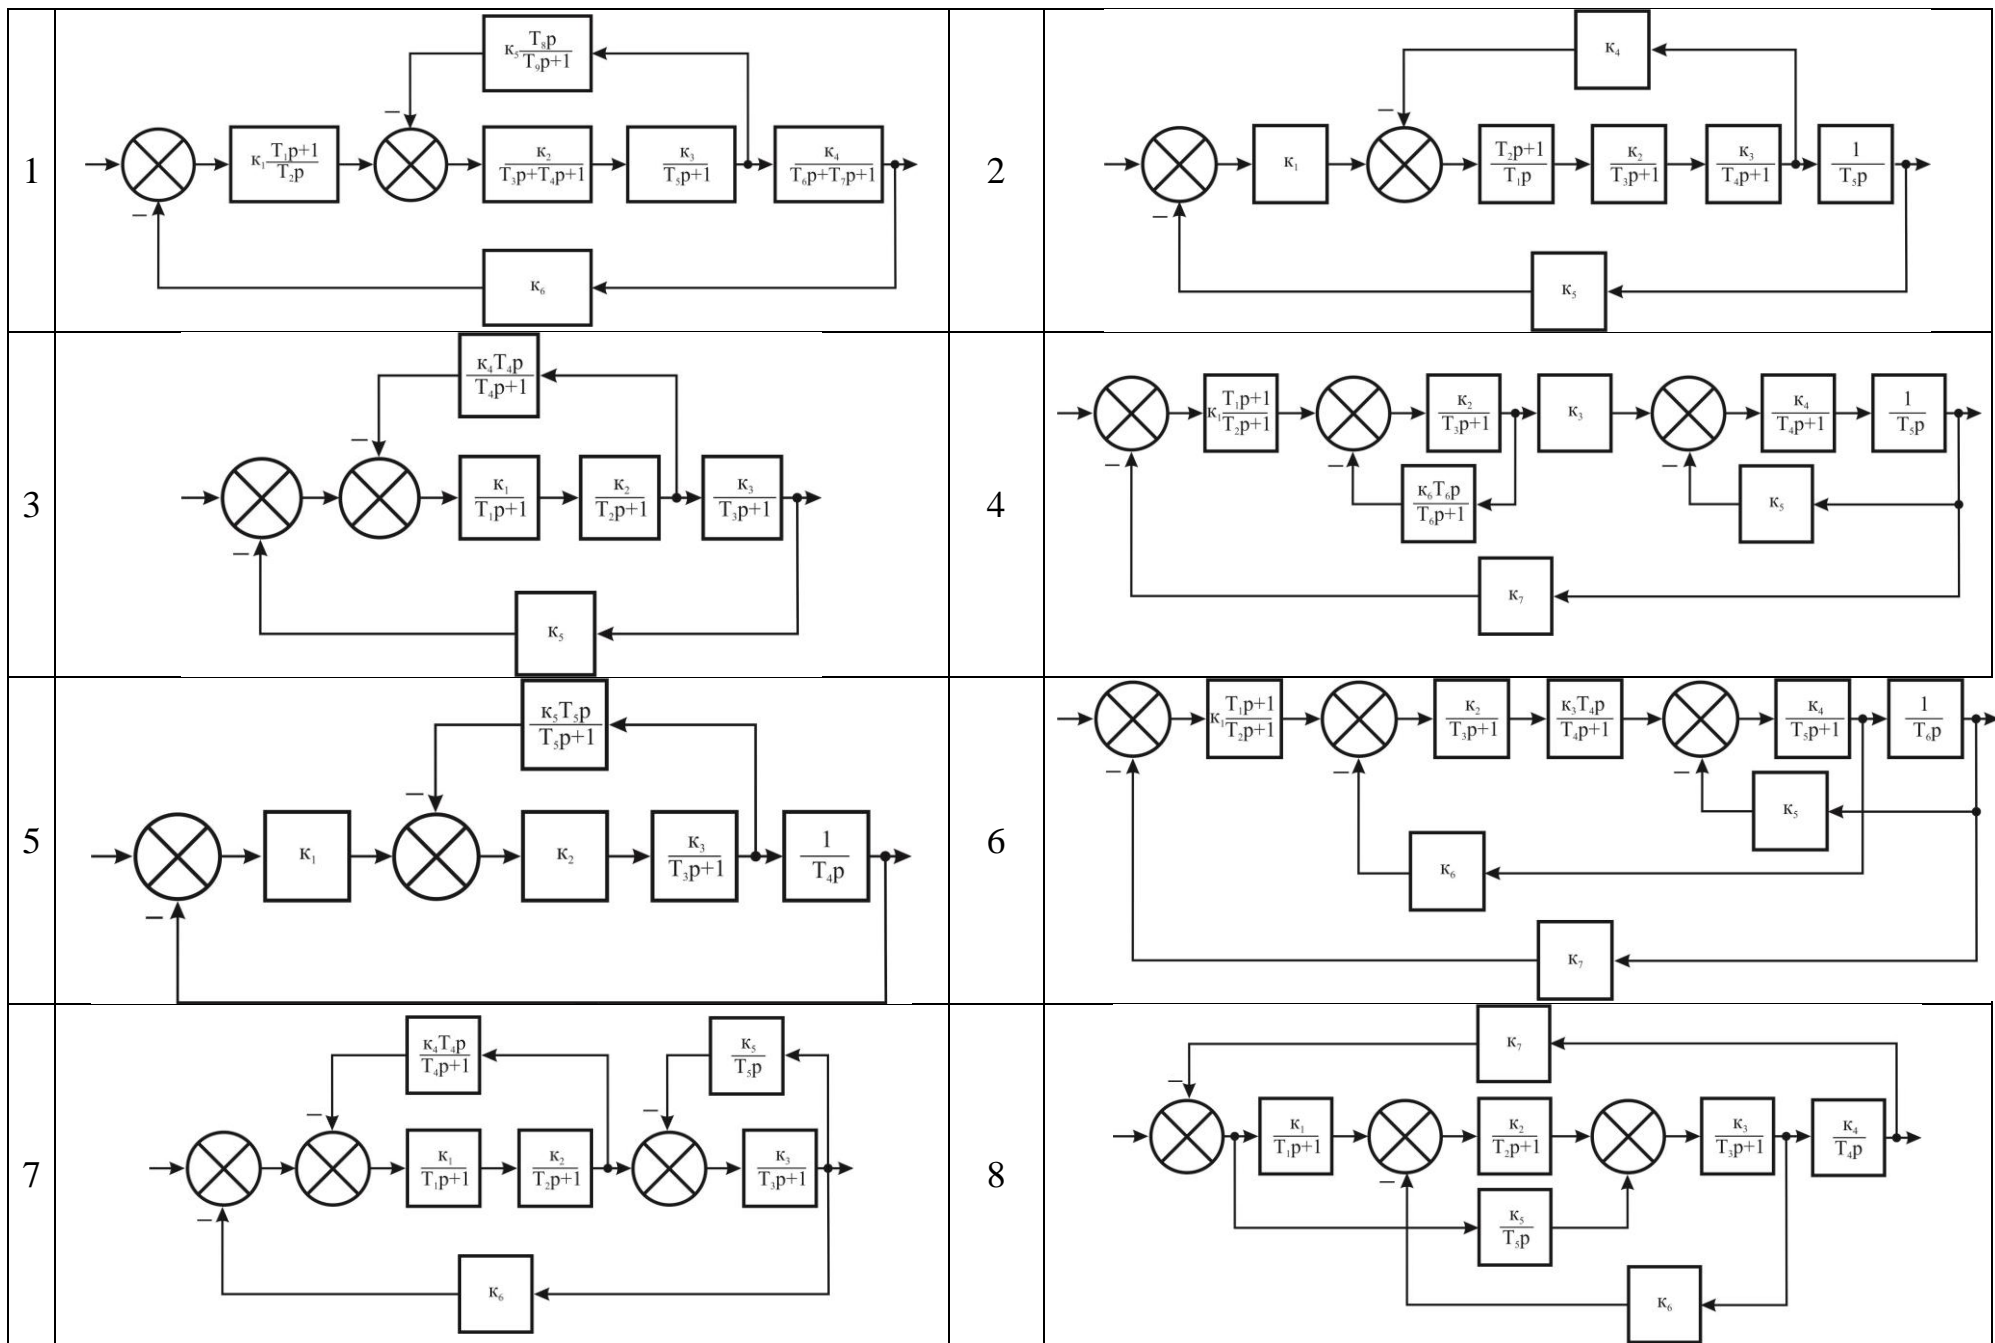 1
к₅ T₈p
T₉p+1
–
к₁ T₁p+1
T₂p
к₂
T₃p+T₄p+1
к₃
T₅p+1
к₄
T₆p+T₇p+1
–
к₆
2
к₄
–
к₁
T₂p+1
T₁p
к₂
T₃p+1
к₃
T₄p+1
1
T₅p
–
к₅
3
к₄T₄p
T₄p+1
–
к₁
T₁p+1
к₂
T₂p+1
к₃
T₃p+1
–
к₅
4
к₁ T₁p+1
T₂p+1
к₂
T₃p+1
к₃
к₄
T₄p+1
1
T₅p
–
–
–
к₆T₆p
T₆p+1
к₅
к₇
5
к₅T₅p
T₅p+1
–
к₁
к₂
к₃
T₃p+1
1
T₄p
–
6
к₁ T₁p+1
T₂p+1
к₂
T₃p+1
к₃T₄p
T₄p+1
к₄
T₅p+1
1
T₆p
–
–
–
к₅
к₆
к₇
7
к₄T₄p
T₄p+1
к₅
T₅p
–
–
к₁
T₁p+1
к₂
T₂p+1
к₃
T₃p+1
–
к₆
8
к₇
–
к₁
T₁p+1
к₂
T₂p+1
к₃
T₃p+1
к₄
T₄p
–
к₅
T₅p
к₆